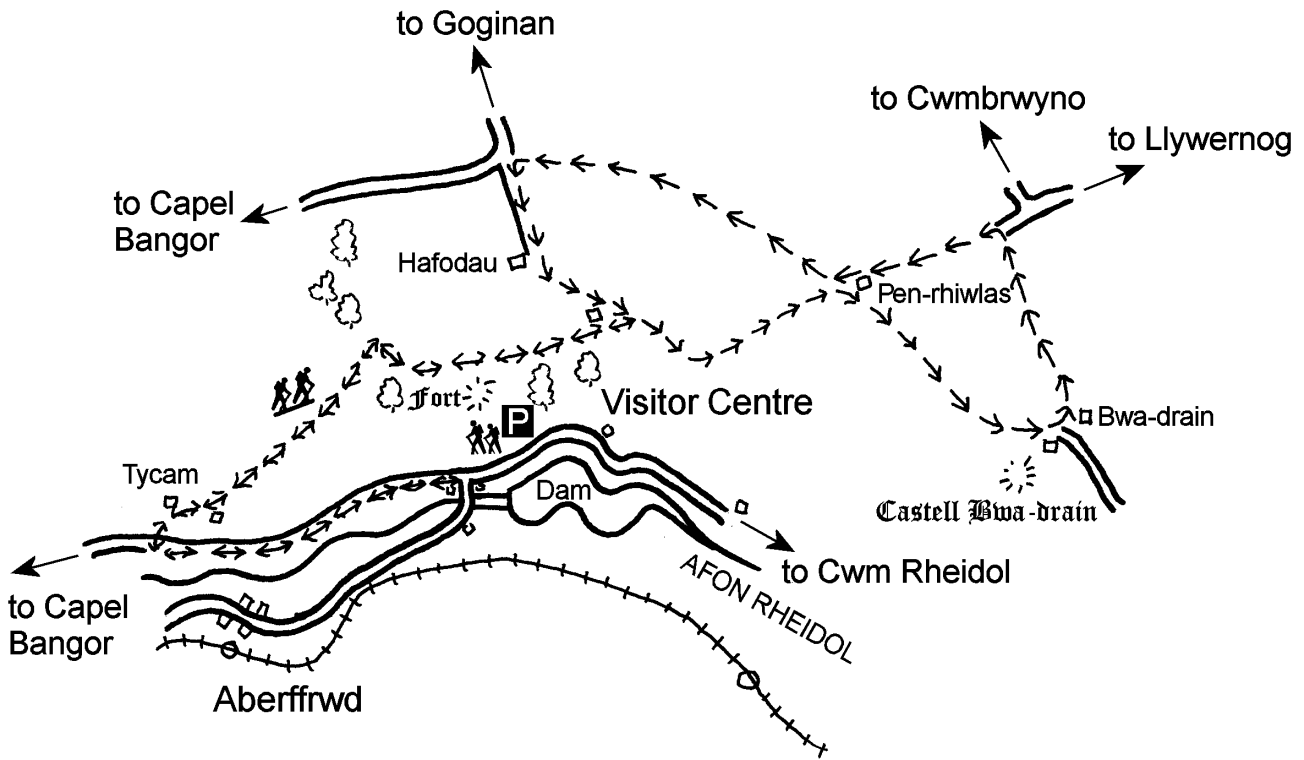 to Goginan
to Cwmbrwyno
to Llywernog
to Capel
Bangor
Hafodau
Pen-rhiwlas
Fort
P
Visitor Centre
Bwa-drain
Tycam
Dam
Castell Bwa-drain
to Cwm Rheidol
AFON RHEIDOL
to Capel
Bangor
Aberffrwd